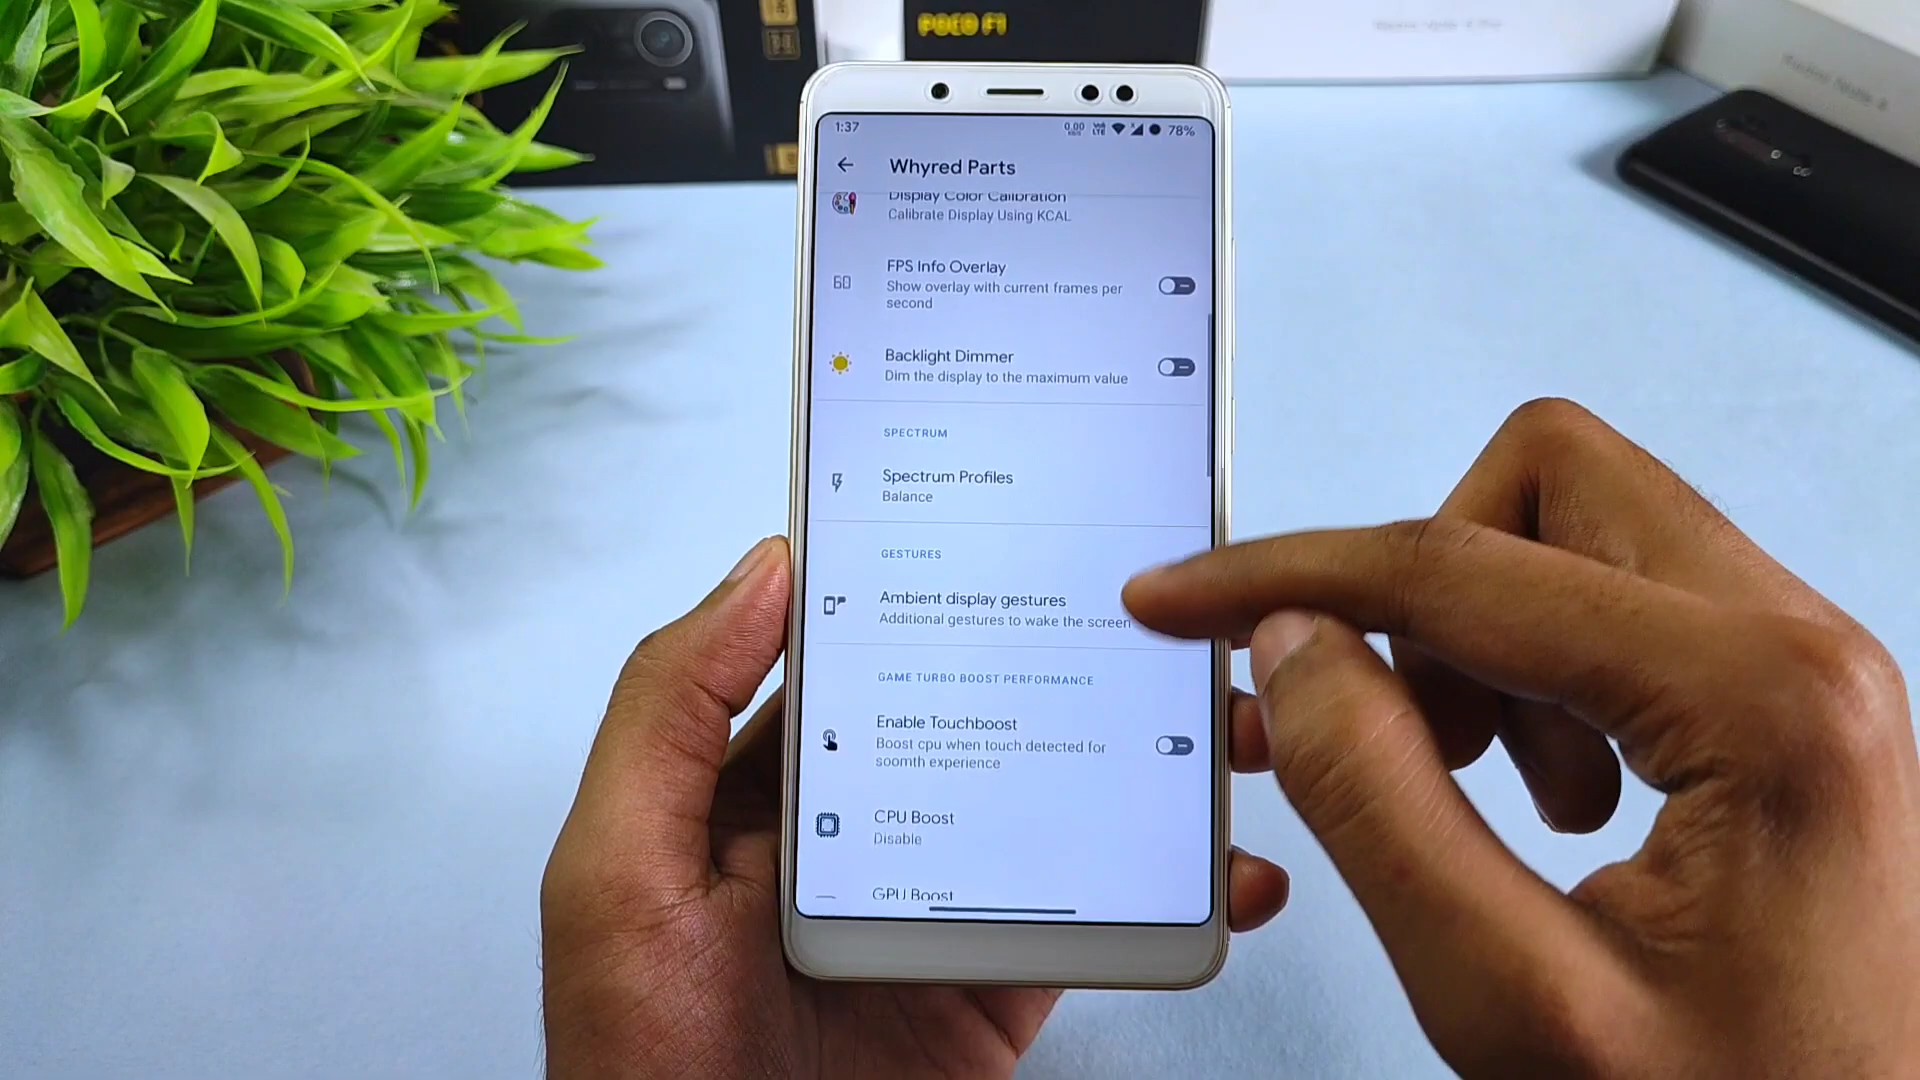 POCO F1
1:37
0.00
78%
Whyred Parts
Display Color Calibration
Calibrate Display Using KCAL
60
FPS Info Overlay
Show overlay with current frames per
second
Backlight Dimmer
Dim the display to the maximum value
SPECTRUM
Spectrum Profiles
Balance
GESTURES
Ambient display gestures
Additional gestures to wake the screen
GAME TURBO BOOST PERFORMANCE
Enable Touchboost
Boost cpu when touch detected for
soomth experience
CPU Boost
Disable
GPU Boost